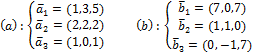 (a): { ā₁ = (1,3,5)
ā₂ = (2,2,2)
ā₃ = (1,0,1)
(b): { b̄₁ = (7,0,7)
b̄₂ = (1,1,0)
b̄₂ = (0,−1,7)